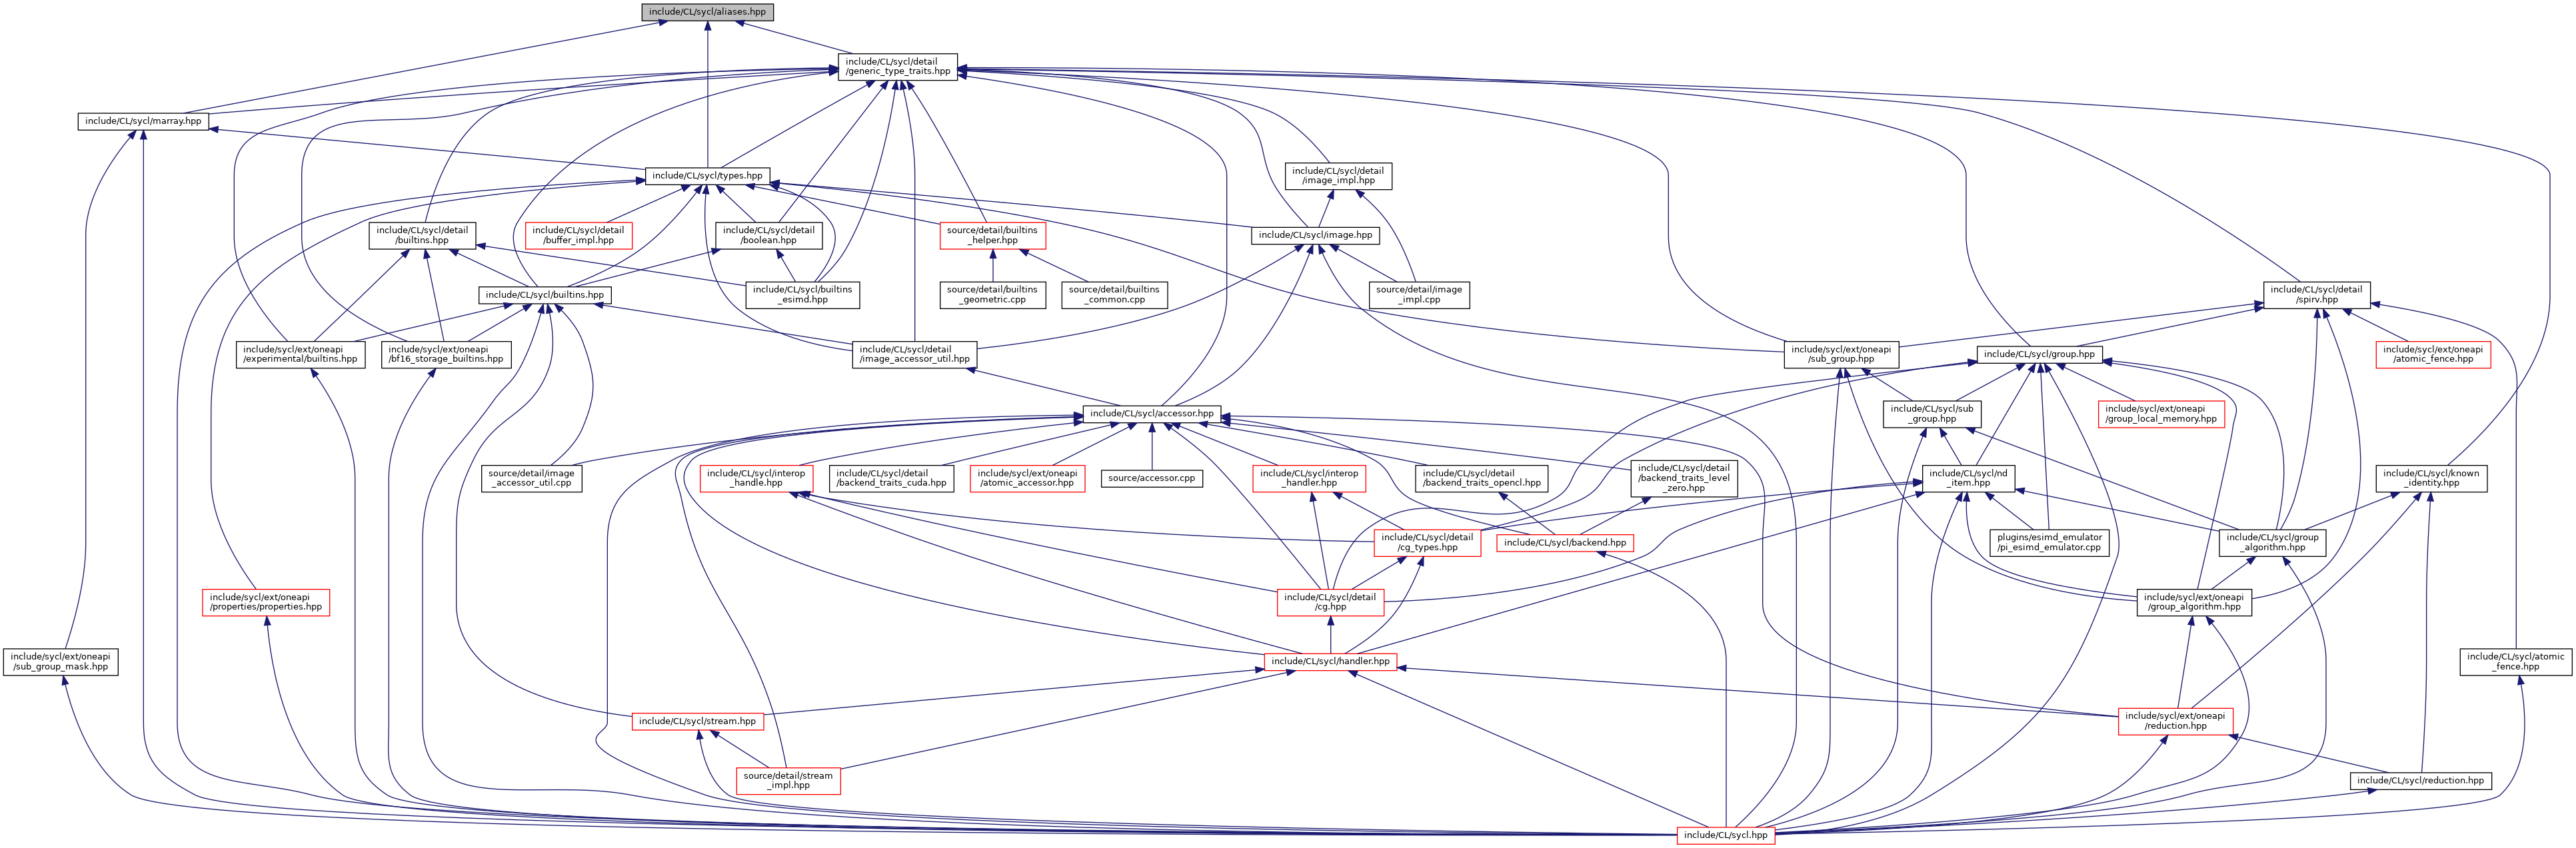 include/CL/sycl/aliases.hpp
include/CL/sycl/detail
/generic_type_traits.hpp
include/CL/sycl/marray.hpp
include/CL/sycl/types.hpp
include/CL/sycl/detail
/image_impl.hpp
include/CL/sycl/detail
/builtins.hpp
include/CL/sycl/detail
/buffer_impl.hpp
include/CL/sycl/detail
/boolean.hpp
source/detail/builtins
_helper.hpp
include/CL/sycl/image.hpp
include/CL/sycl/builtins.hpp
include/CL/sycl/builtins
_esimd.hpp
source/detail/builtins
_geometric.cpp
source/detail/builtins
_common.cpp
source/detail/image
_impl.cpp
include/CL/sycl/detail
/spirv.hpp
include/sycl/ext/oneapi
/experimental/builtins.hpp
include/sycl/ext/oneapi
/bf16_storage_builtins.hpp
include/CL/sycl/detail
/image_accessor_util.hpp
include/sycl/ext/oneapi
/sub_group.hpp
include/CL/sycl/group.hpp
include/sycl/ext/oneapi
/atomic_fence.hpp
include/CL/sycl/accessor.hpp
include/CL/sycl/sub
_group.hpp
include/sycl/ext/oneapi
/group_local_memory.hpp
source/detail/image
_accessor_util.cpp
include/CL/sycl/interop
_handle.hpp
include/CL/sycl/detail
/backend_traits_cuda.hpp
include/sycl/ext/oneapi
/atomic_accessor.hpp
source/accessor.cpp
include/CL/sycl/interop
_handler.hpp
include/CL/sycl/detail
/backend_traits_opencl.hpp
include/CL/sycl/detail
/backend_traits_level
_zero.hpp
include/CL/sycl/nd
_item.hpp
include/CL/sycl/known
_identity.hpp
include/CL/sycl/detail
/cg_types.hpp
include/CL/sycl/backend.hpp
plugins/esimd_emulator
/pi_esimd_emulator.cpp
include/CL/sycl/group
_algorithm.hpp
include/sycl/ext/oneapi
/properties/properties.hpp
include/CL/sycl/detail
/cg.hpp
include/sycl/ext/oneapi
/group_algorithm.hpp
include/sycl/ext/oneapi
/sub_group_mask.hpp
include/CL/sycl/handler.hpp
include/CL/sycl/atomic
_fence.hpp
include/CL/sycl/stream.hpp
include/sycl/ext/oneapi
/reduction.hpp
source/detail/stream
_impl.hpp
include/CL/sycl/reduction.hpp
include/CL/sycl.hpp